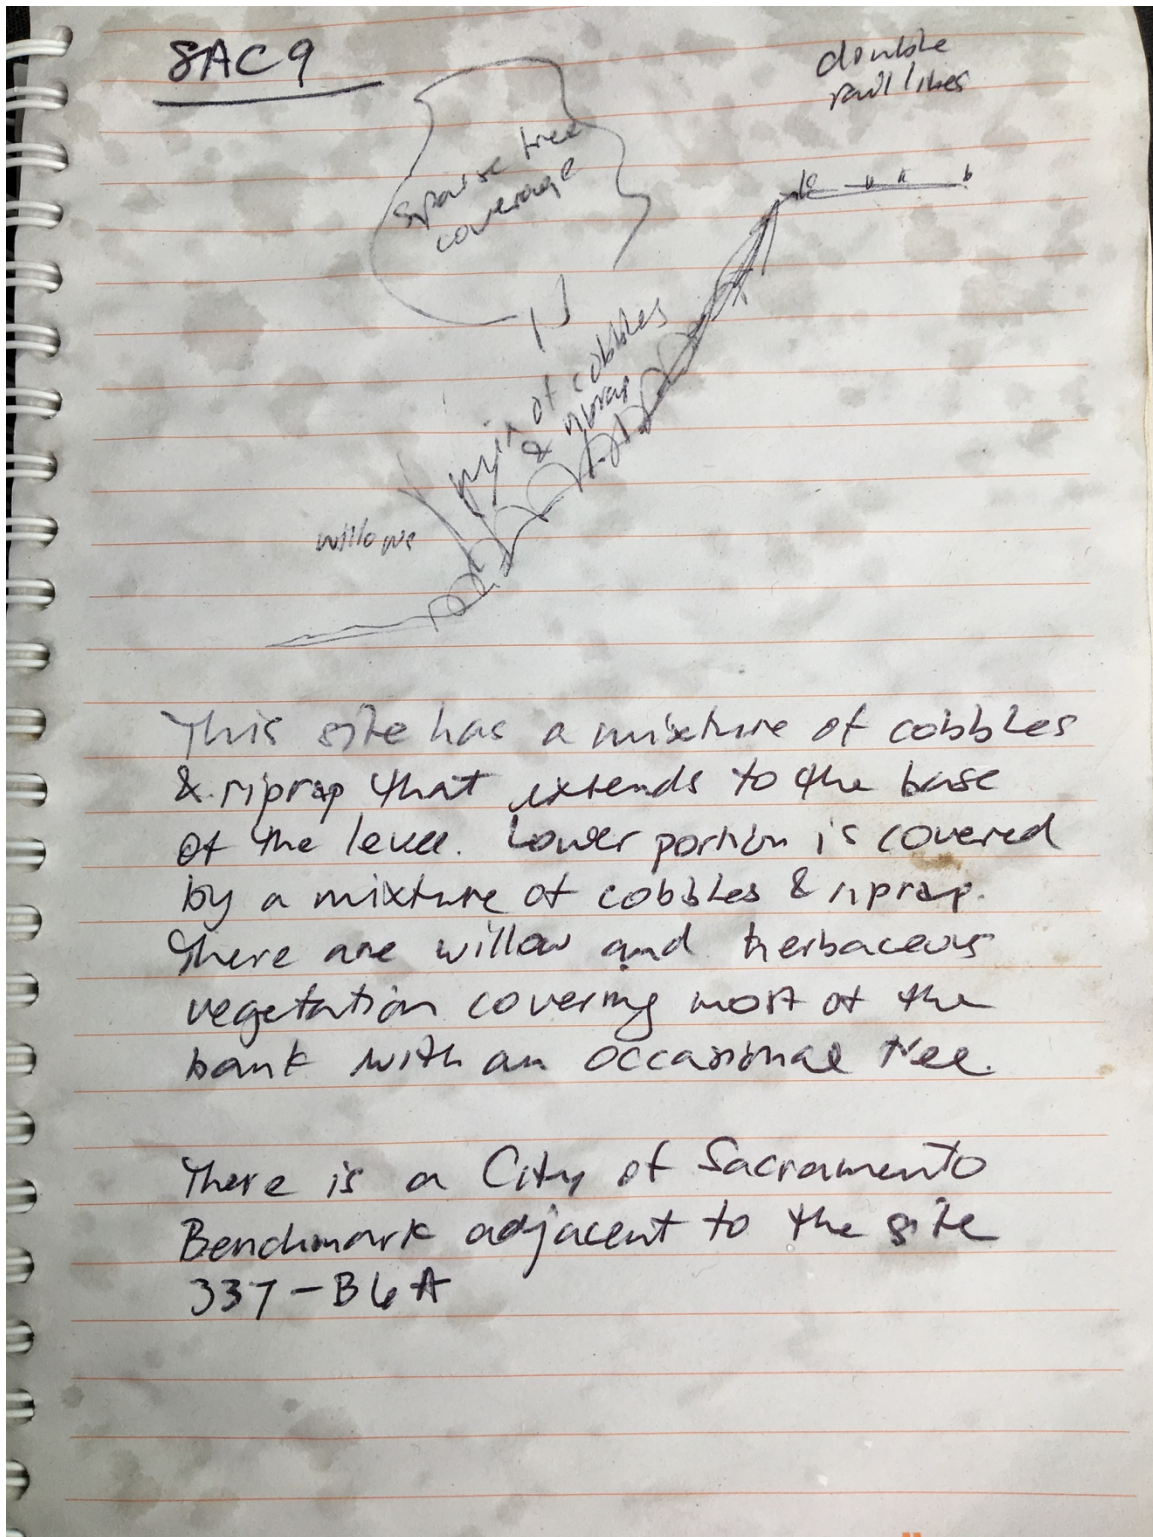 SAC9
double
rail lines
sparse tree
coverage
mix of cobbles
& riprap
willows
This site has a mixture of cobbles
& riprap that extends to the base
of the levee. Lower portion is covered
by a mixture of cobbles & riprap.
There are willow and herbaceous
vegetation covering most of the
bank with an occasional tree.
There is a City of Sacramento
Benchmark adjacent to the site
337-B6A